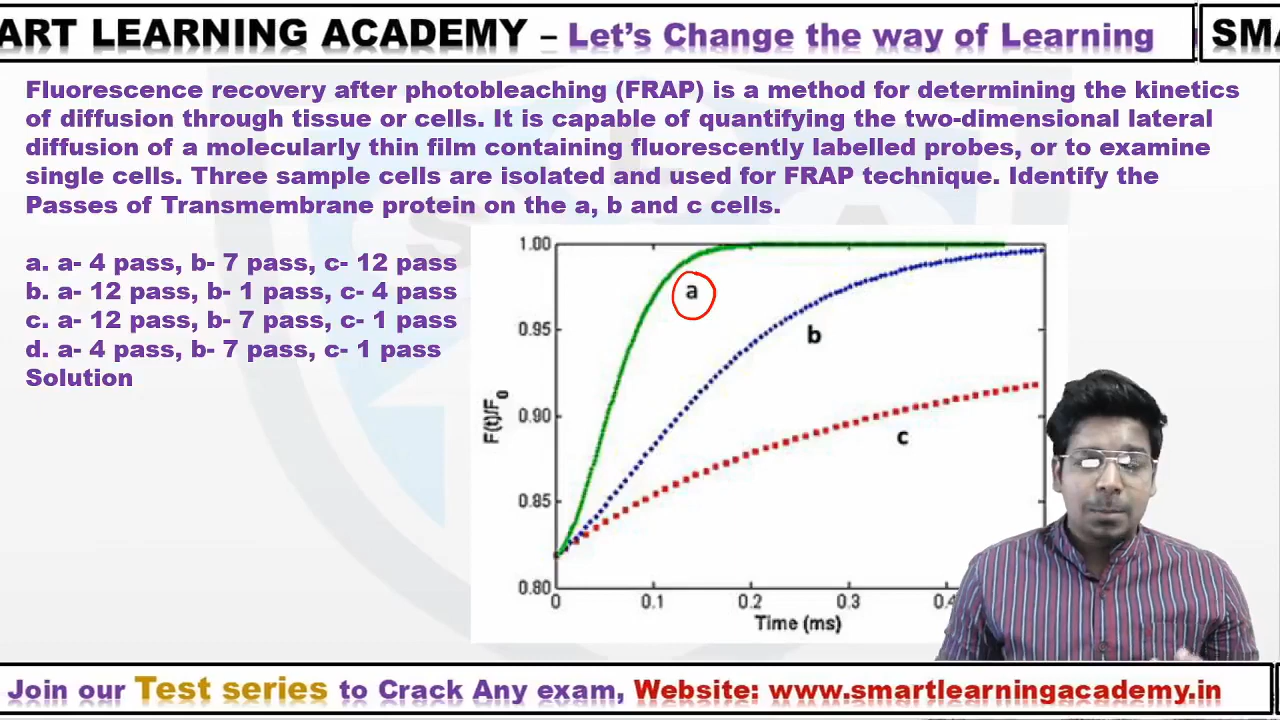 ART LEARNING ACADEMY – Let's Change the way of Learning
SMA
Fluorescence recovery after photobleaching (FRAP) is a method for determining the kinetics
of diffusion through tissue or cells. It is capable of quantifying the two-dimensional lateral
diffusion of a molecularly thin film containing fluorescently labelled probes, or to examine
single cells. Three sample cells are isolated and used for FRAP technique. Identify the
Passes of Transmembrane protein on the a, b and c cells.
a. a- 4 pass, b- 7 pass, c- 12 pass
b. a- 12 pass, b- 1 pass, c- 4 pass
c. a- 12 pass, b- 7 pass, c- 1 pass
d. a- 4 pass, b- 7 pass, c- 1 pass
Solution
1.00
0.95
0.90
0.85
0.80
F(t)/F0
a
b
c
0 0.1 0.2 0.3 0.4
Time (ms)
Join our Test series to Crack Any exam, Website: www.smartlearningacademy.in